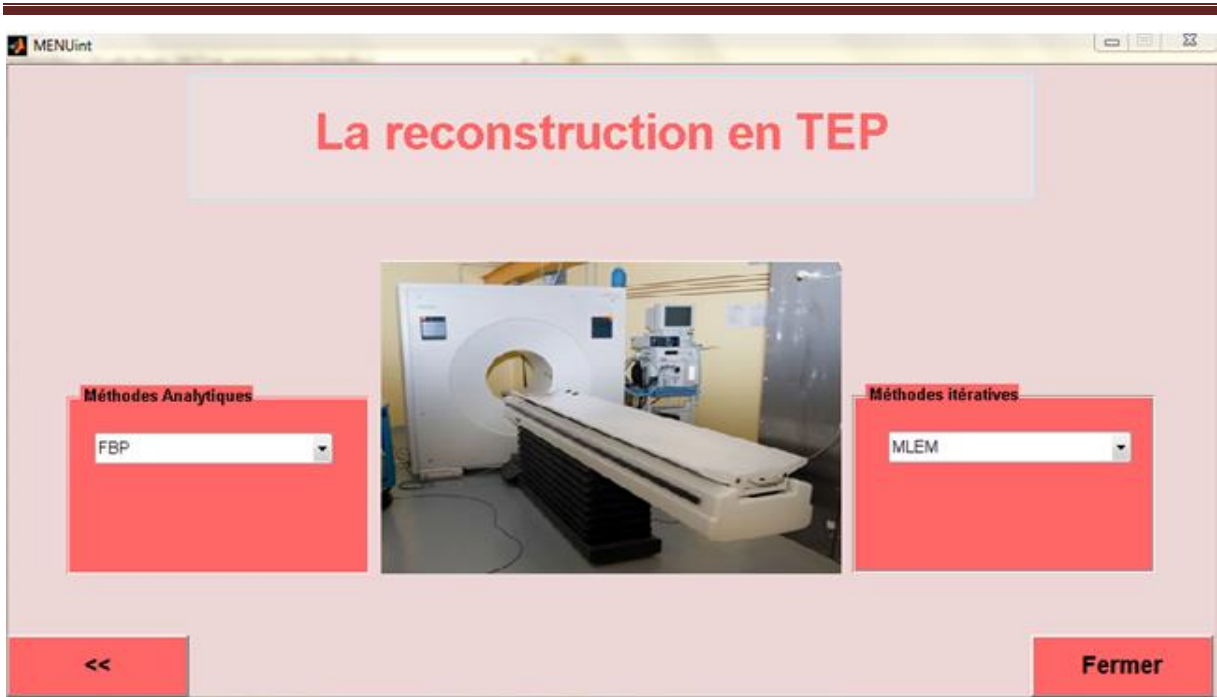 MENUint
La reconstruction en TEP
Méthodes Analytiques
FBP
Méthodes itératives
MLEM
<<
Fermer